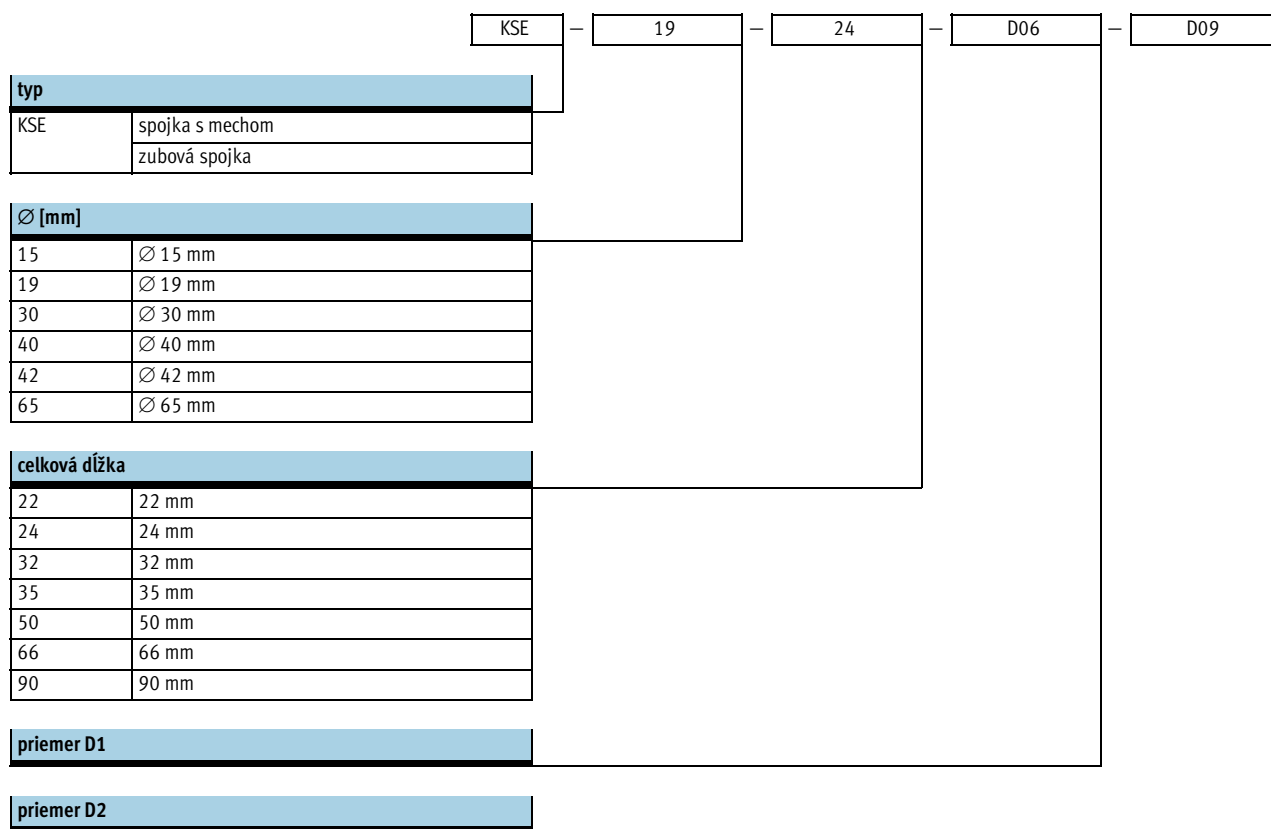 KSE – 19 – 24 – D06 – D09
typ
KSE spojka s mechom
zubová spojka
∅ [mm]
15 ∅ 15 mm
19 ∅ 19 mm
30 ∅ 30 mm
40 ∅ 40 mm
42 ∅ 42 mm
65 ∅ 65 mm
celková dĺžka
22 22 mm
24 24 mm
32 32 mm
35 35 mm
50 50 mm
66 66 mm
90 90 mm
priemer D1
priemer D2